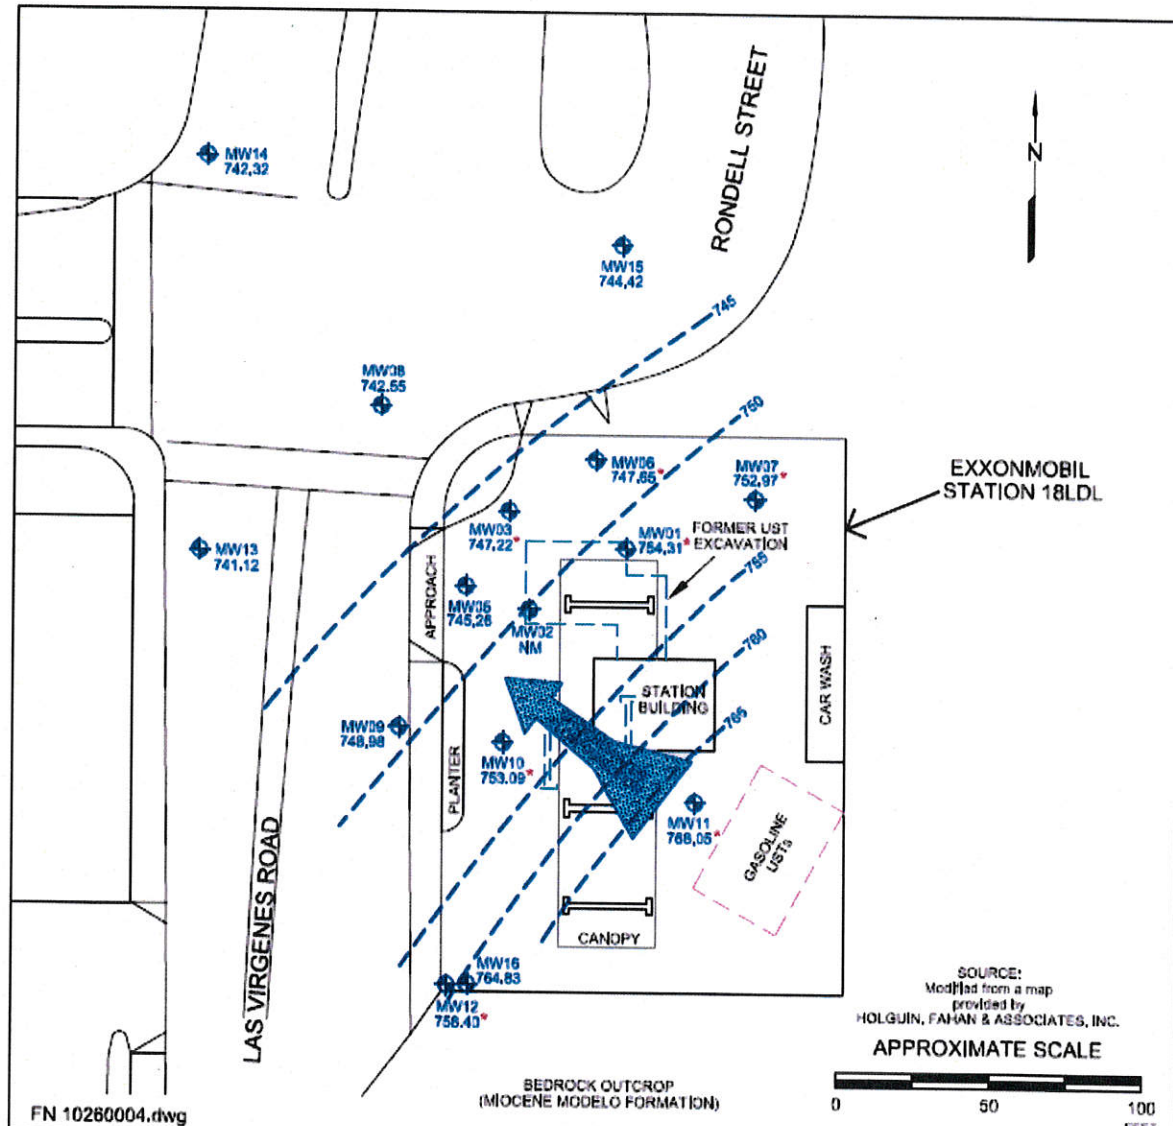 RONDELL STREET
N
MW14
742,32
MW15
744,42
745
MW08
742.55
750
MW06
747,65*
MW07
752,97*
EXXONMOBIL
STATION 18LDL
MW03
747,22*
MW01
754,31*
FORMER UST
EXCAVATION
MW13
741,12
APPROACH
MW05
745,26
MW02
NM
755
760
STATION
BUILDING
CAR WASH
765
MW09
748,98
MW10
753.09*
PLANTER
MW11
768,05*
GASOLINE
USTs
LAS VIRGENES ROAD
CANOPY
MW16
764.83
MW12
758.40*
SOURCE:
Modified from a map
provided by
HOLGUIN, FAHAN & ASSOCIATES, INC.
APPROXIMATE SCALE
BEDROCK OUTCROP
(MIOCENE MODELO FORMATION)
0 50 100
FEET
FN 10260004.dwg